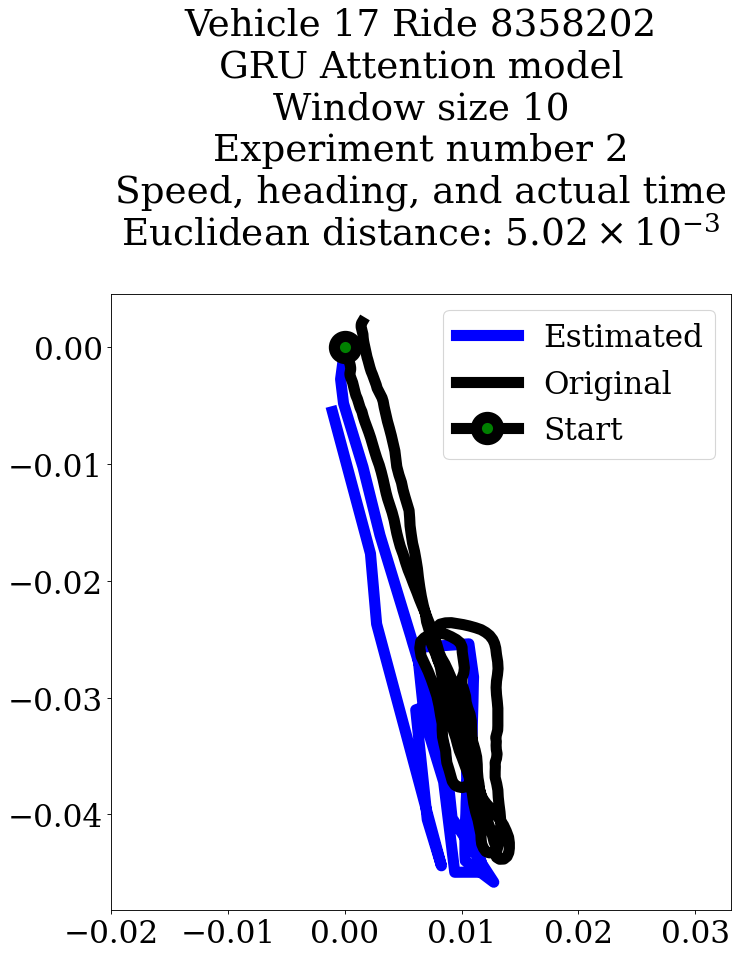 Vehicle 17 Ride 8358202
GRU Attention model
Window size 10
Experiment number 2
Speed, heading, and actual time
Euclidean distance: 5.02 × 10⁻³
Estimated
Original
Start
0.00
−0.01
−0.02
−0.03
−0.04
−0.02 −0.01 0.00 0.01 0.02 0.03